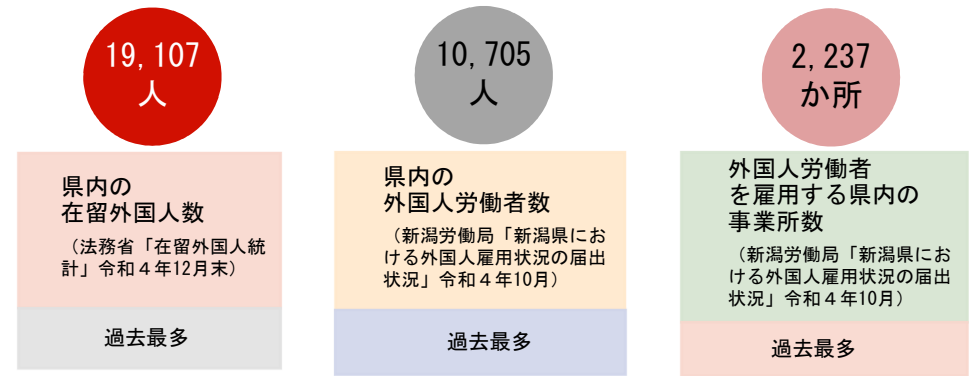 19,107
人
県内の
在留外国人数
（法務省「在留外国人統
計」令和４年12月末）
過去最多
10,705
人
県内の
外国人労働者数
（新潟労働局「新潟県にお
ける外国人雇用状況の届出
状況」令和４年10月）
過去最多
2,237
か所
外国人労働者
を雇用する県内の
事業所数
（新潟労働局「新潟県にお
ける外国人雇用状況の届出
状況」令和４年10月）
過去最多